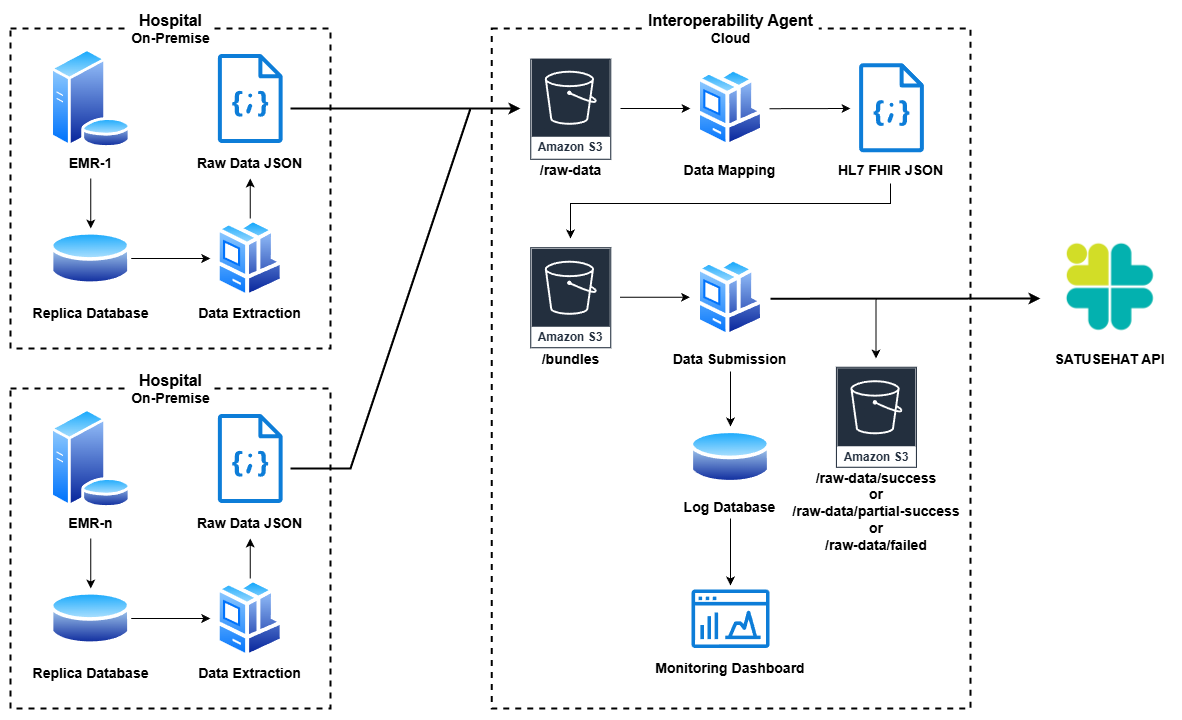 Hospital
On-Premise
EMR-1
Raw Data JSON
Replica Database
Data Extraction
Hospital
On-Premise
EMR-n
Raw Data JSON
Replica Database
Data Extraction
Interoperability Agent
Cloud
Amazon S3
/raw-data
Data Mapping
{;}
HL7 FHIR JSON
Amazon S3
/bundles
Data Submission
Amazon S3
/raw-data/success
or
/raw-data/partial-success
or
/raw-data/failed
Log Database
Monitoring Dashboard
SATUSEHAT API